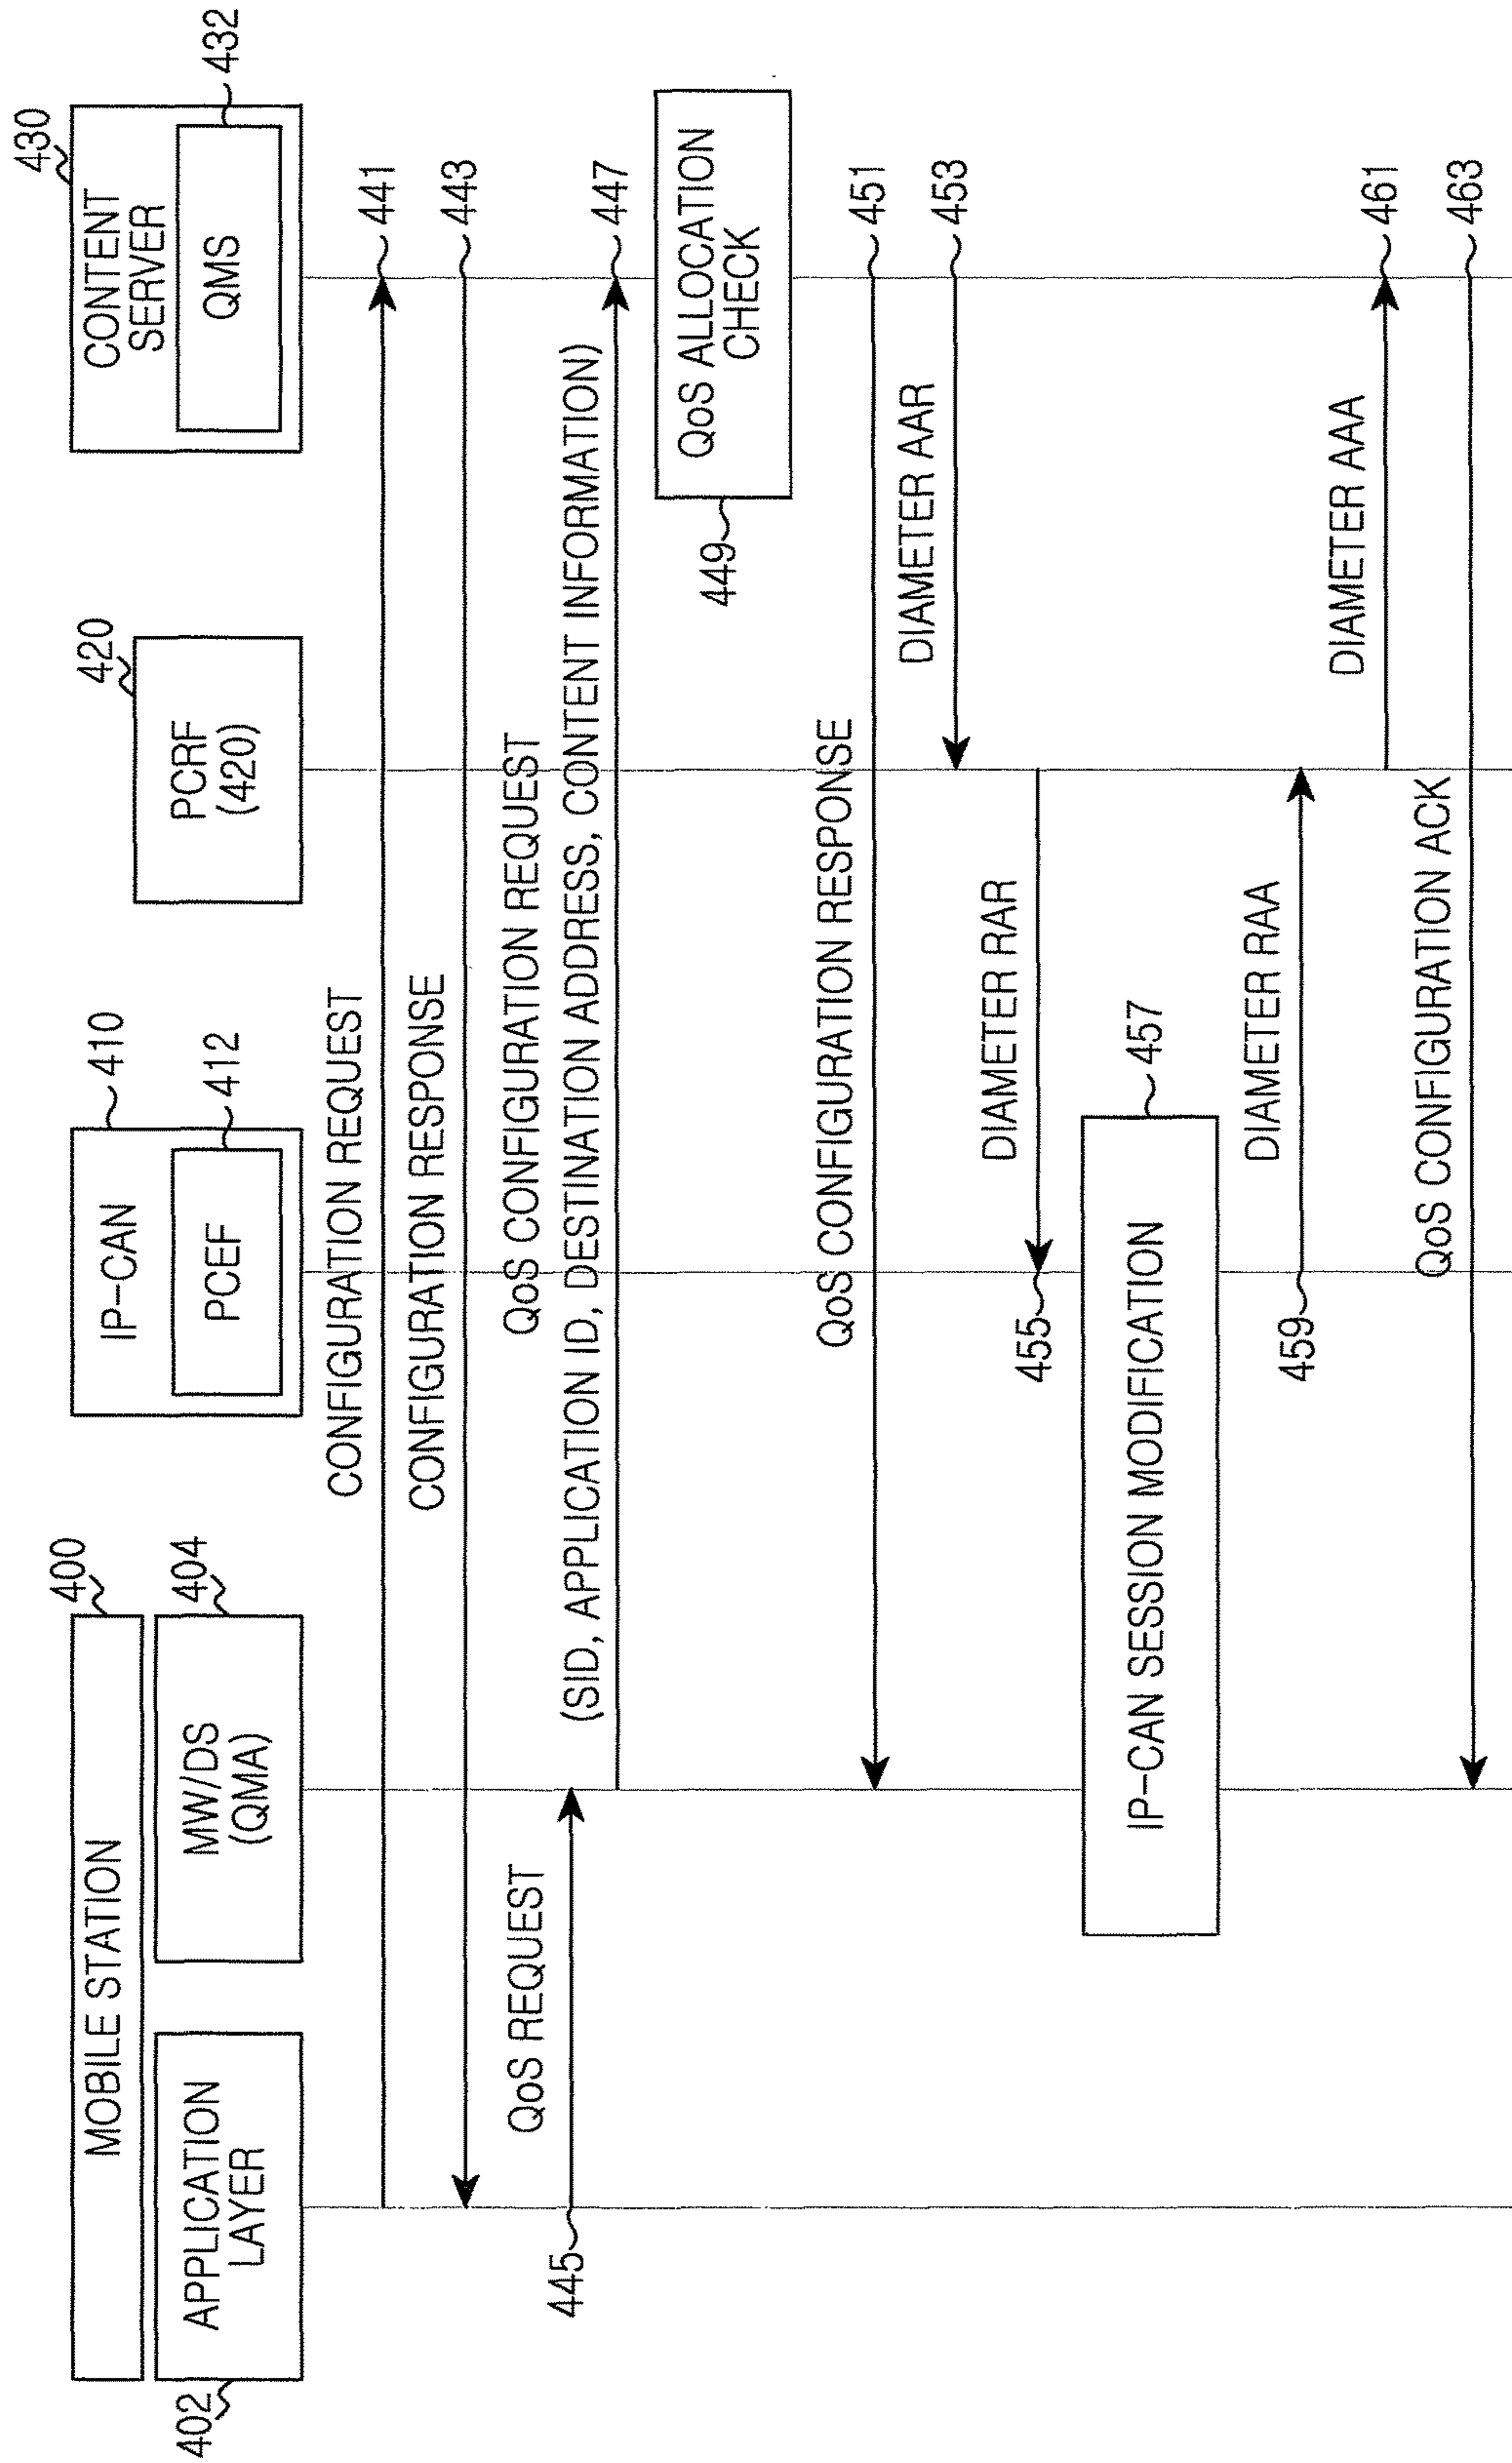 400
MOBILE STATION
402
APPLICATION
LAYER
404
MW/DS
(QMA)
410
IP-CAN
412
PCEF
420
PCRF
(420)
430
CONTENT
SERVER
432
QMS
CONFIGURATION REQUEST
441
CONFIGURATION RESPONSE
443
QoS REQUEST
445
QoS CONFIGURATION REQUEST
(SID, APPLICATION ID, DESTINATION ADDRESS, CONTENT INFORMATION)
447
449
QoS ALLOCATION
CHECK
QoS CONFIGURATION RESPONSE
451
DIAMETER AAR
453
DIAMETER RAR
455
IP-CAN SESSION MODIFICATION
457
DIAMETER RAA
459
DIAMETER AAA
461
QoS CONFIGURATION ACK
463